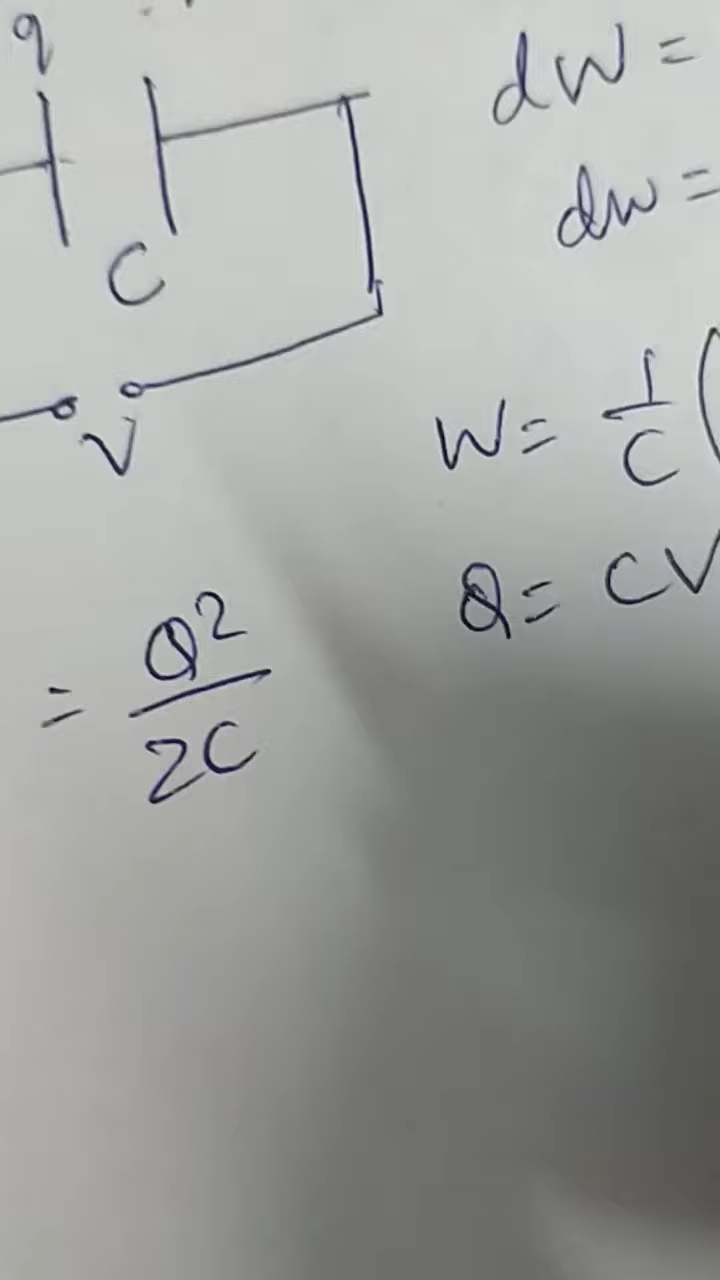 q
dW =
dw =
C
V
W = 1/C (
Q = CV
= Q²/2C